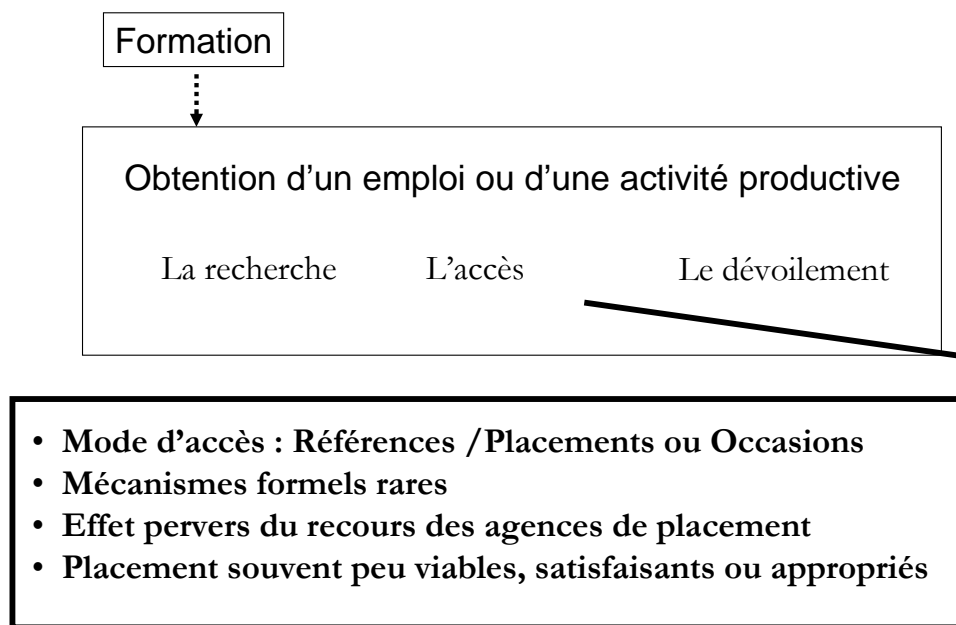 Formation
Obtention d'un emploi ou d'une activité productive
La recherche L'accès Le dévoilement
• Mode d'accès : Références /Placements ou Occasions
• Mécanismes formels rares
• Effet pervers du recours des agences de placement
• Placement souvent peu viables, satisfaisants ou appropriés